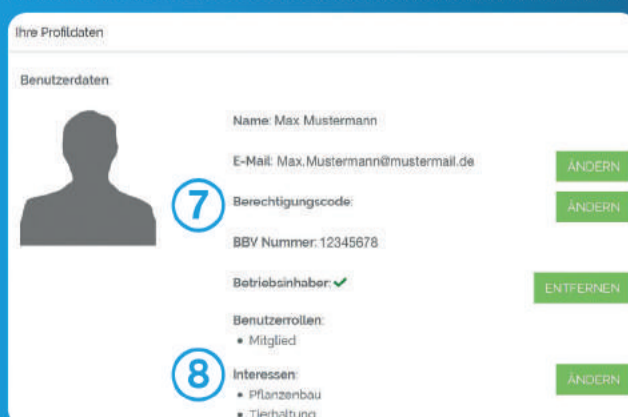 Ihre Profildaten
Benutzerdaten:
Name: Max Mustermann
E-Mail: Max.Mustermann@mustermail.de
ÄNDERN
7
Berechtigungscode:
ÄNDERN
BBV Nummer: 12345678
Betriebsinhaber: ✔
ENTFERNEN
Benutzerrollen:
• Mitglied
8
Interessen:
ÄNDERN
• Pflanzenbau
• Tierhaltung